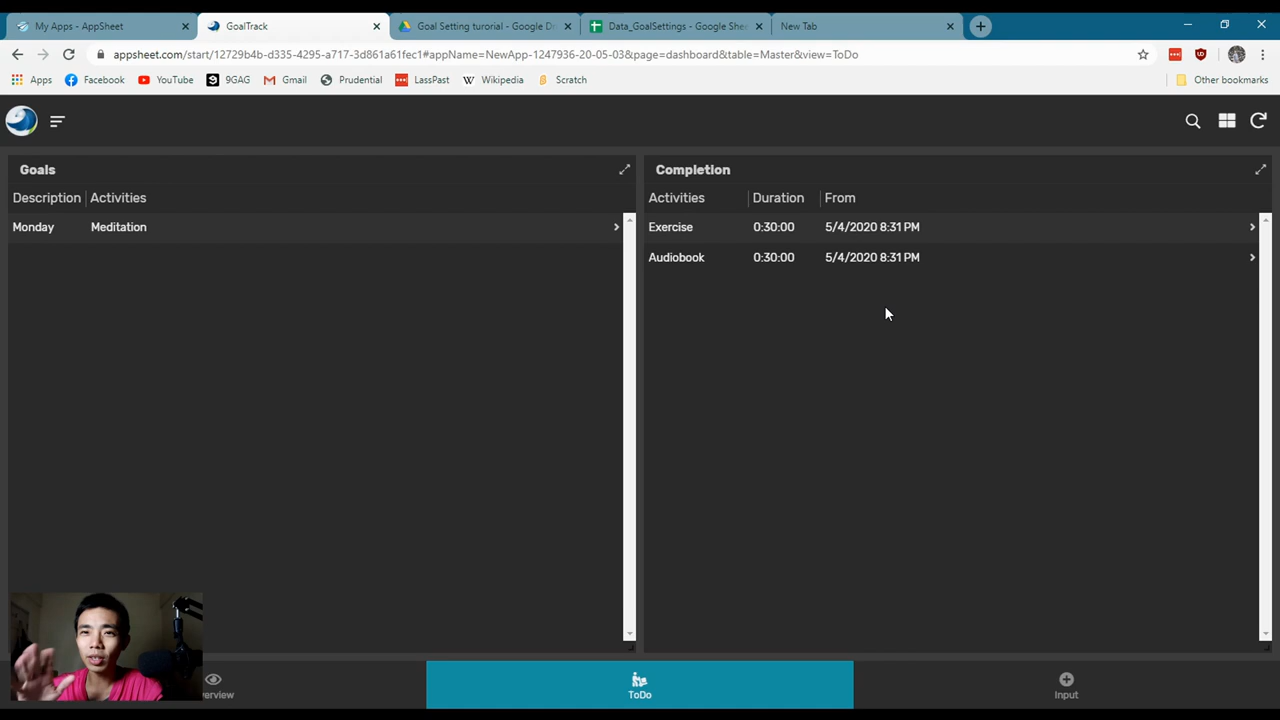 My Apps - AppSheet
GoalTrack
Goal Setting turorial - Google Dr
Data_GoalSettings - Google Shee
New Tab
appsheet.com/start/12729b4b-d335-4295-a717-3d861a61fec1#appName=NewApp-1247936-20-05-03&page=dashboard&table=Master&view=ToDo
Apps Facebook YouTube 9GAG Gmail Prudential LassPast Wikipedia Scratch Other bookmarks
Goals
Description Activities
Monday Meditation
Completion
Activities Duration From
Exercise 0:30:00 5/4/2020 8:31 PM
Audiobook 0:30:00 5/4/2020 8:31 PM
erview
ToDo
Input